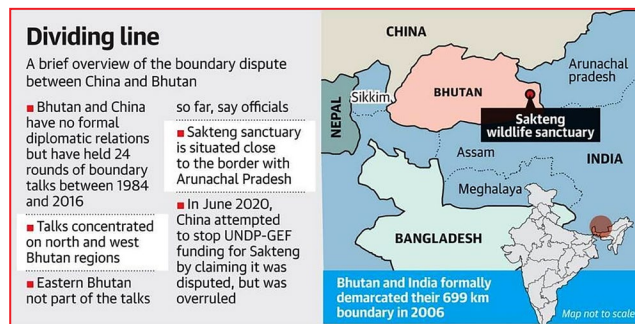 Dividing line
A brief overview of the boundary dispute
between China and Bhutan
■ Bhutan and China
have no formal
diplomatic relations
but have held 24
rounds of boundary
talks between 1984
and 2016
■ Talks concentrated
on north and west
Bhutan regions
■ Eastern Bhutan
not part of the talks
so far, say officials
■ Sakteng sanctuary
is situated close
to the border with
Arunachal Pradesh
■ In June 2020,
China attempted
to stop UNDP-GEF
funding for Sakteng
by claiming it was
disputed, but was
overruled
CHINA
Arunachal
pradesh
NEPAL
Sikkim
BHUTAN
Sakteng
wildlife sanctuary
Assam
INDIA
Meghalaya
BANGLADESH
Bhutan and India formally
demarcated their 699 km
boundary in 2006
Map not to scale